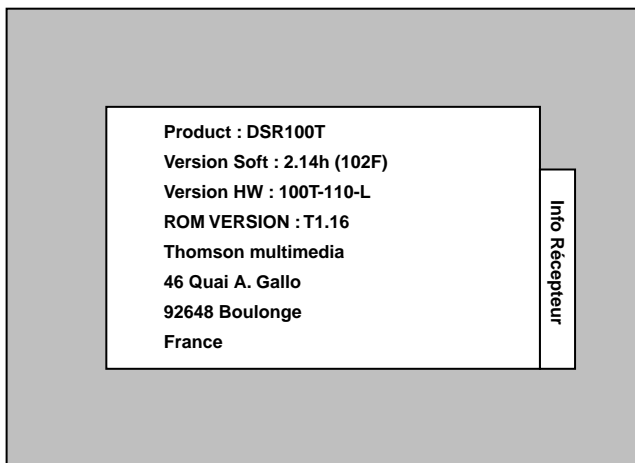 Product : DSR100T
Version Soft : 2.14h (102F)
Version HW : 100T-110-L
ROM VERSION : T1.16
Thomson multimedia
46 Quai A. Gallo
92648 Boulonge
France
Info Récepteur